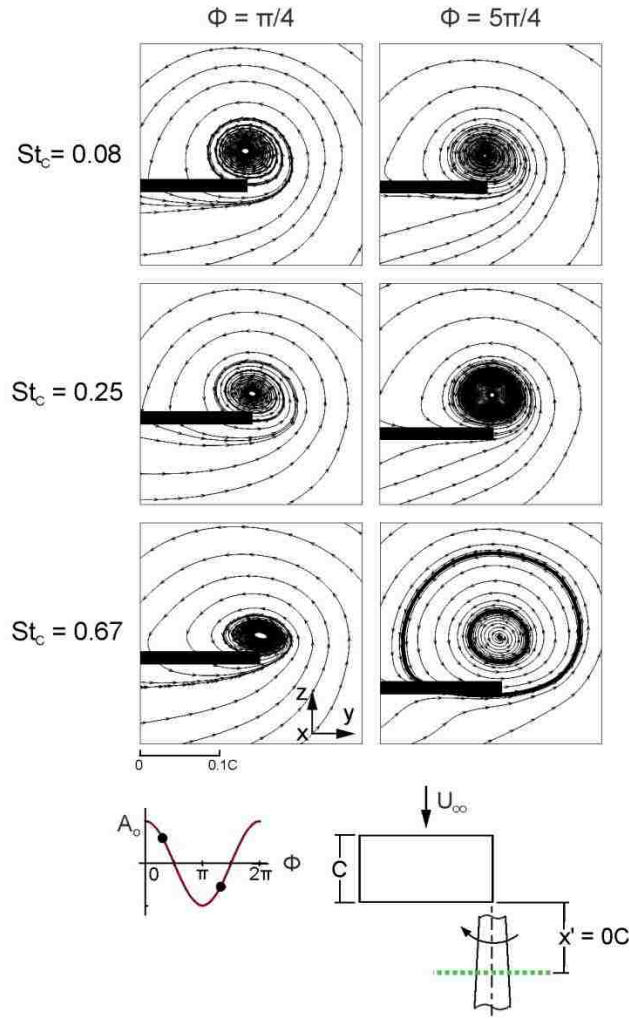 Φ = π/4 Φ = 5π/4
St_C = 0.08
St_C = 0.25
St_C = 0.67
z
x y
0 0.1C
A_o
0 π 2π Φ
U_∞
C
x' = 0C